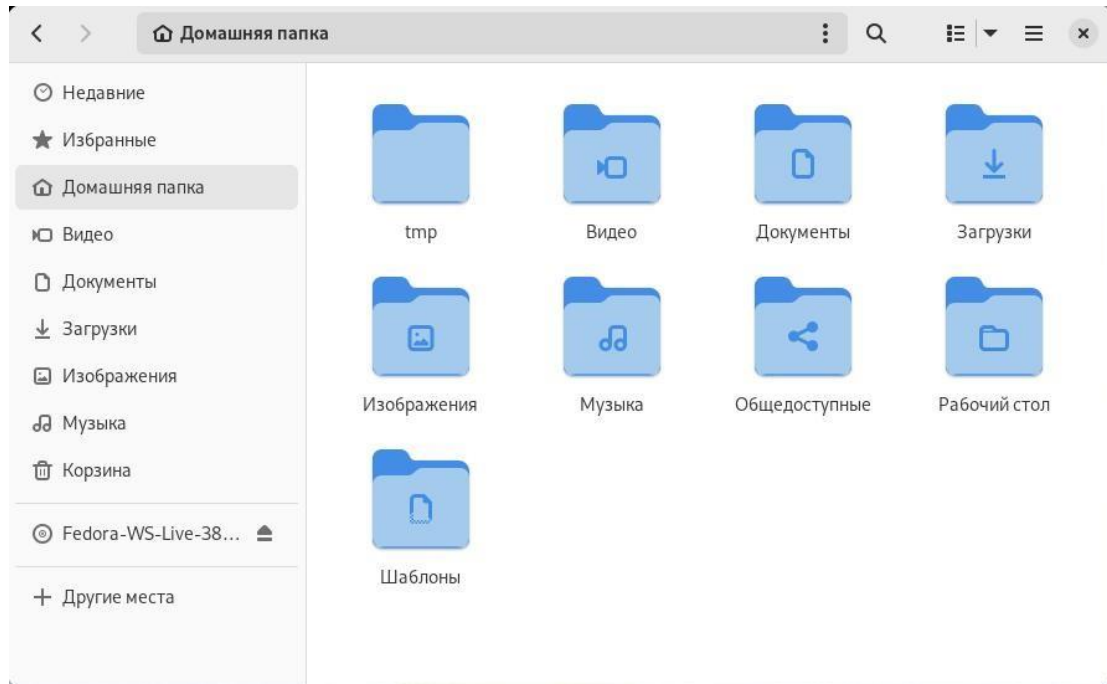 Домашняя папка
Недавние
Избранные
Домашняя папка
Видео
Документы
Загрузки
Изображения
Музыка
Корзина
Fedora-WS-Live-38...
Другие места
tmp
Видео
Документы
Загрузки
Изображения
Музыка
Общедоступные
Рабочий стол
Шаблоны